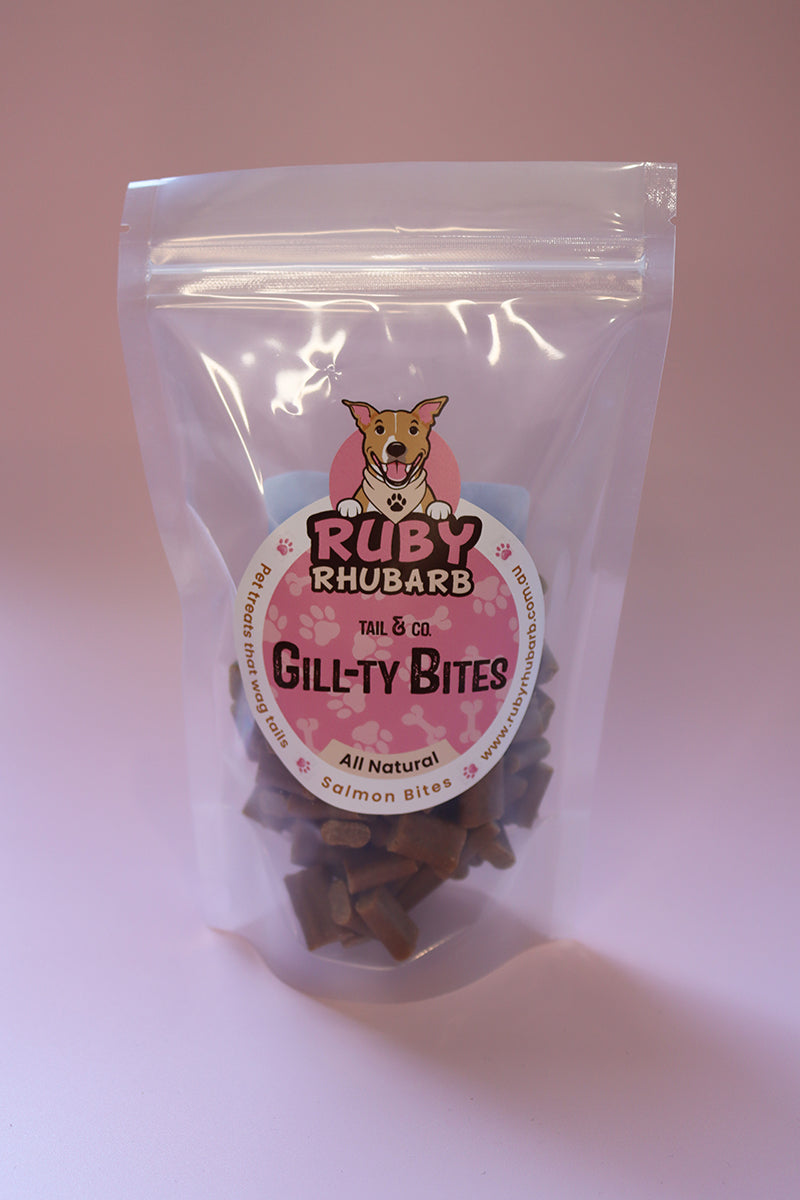 RUBY
RHUBARB
TAIL & CO.
GILL-TY BITES
All Natural
Salmon Bites
Pet treats that wag tails
www.rubyrhubarb.com.au